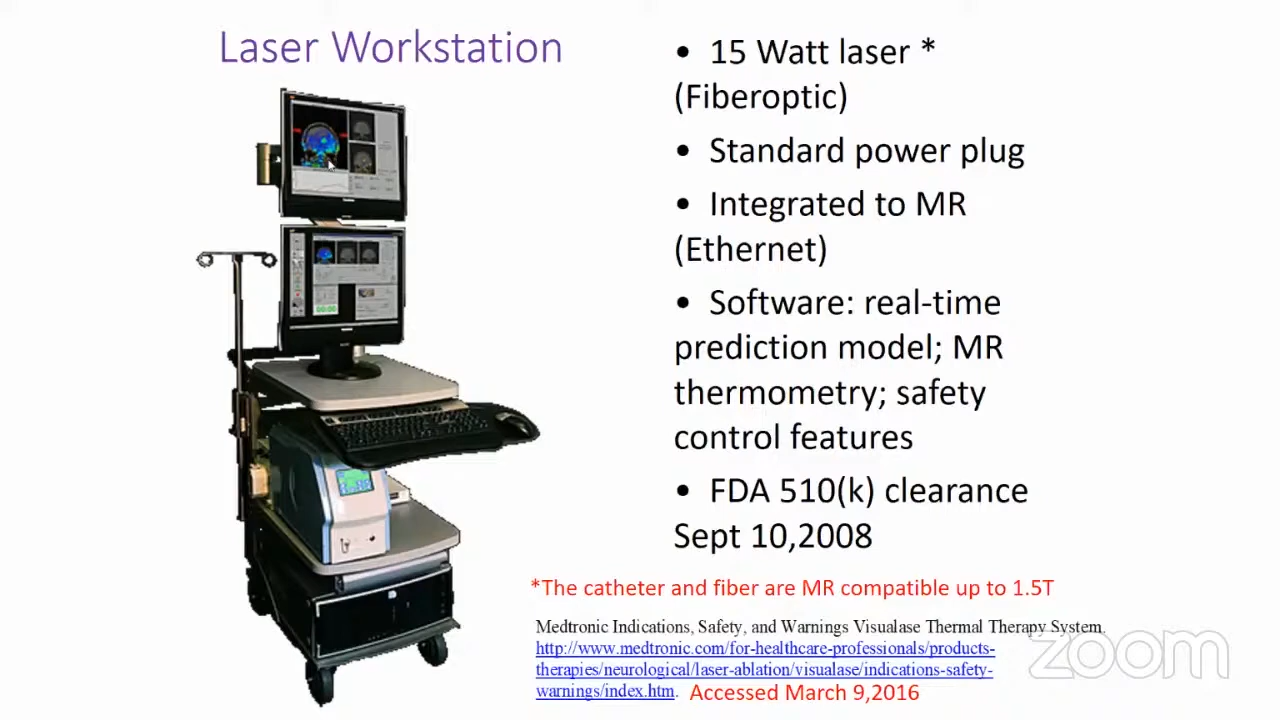 Laser Workstation
• 15 Watt laser *
(Fiberoptic)
• Standard power plug
• Integrated to MR
(Ethernet)
• Software: real-time
prediction model; MR
thermometry; safety
control features
• FDA 510(k) clearance
Sept 10,2008
*The catheter and fiber are MR compatible up to 1.5T
Medtronic Indications, Safety, and Warnings Visualase Thermal Therapy System.
http://www.medtronic.com/for-healthcare-professionals/products-
therapies/neurological/laser-ablation/visualase/indications-safety-
warnings/index.htm. Accessed March 9,2016
zoom